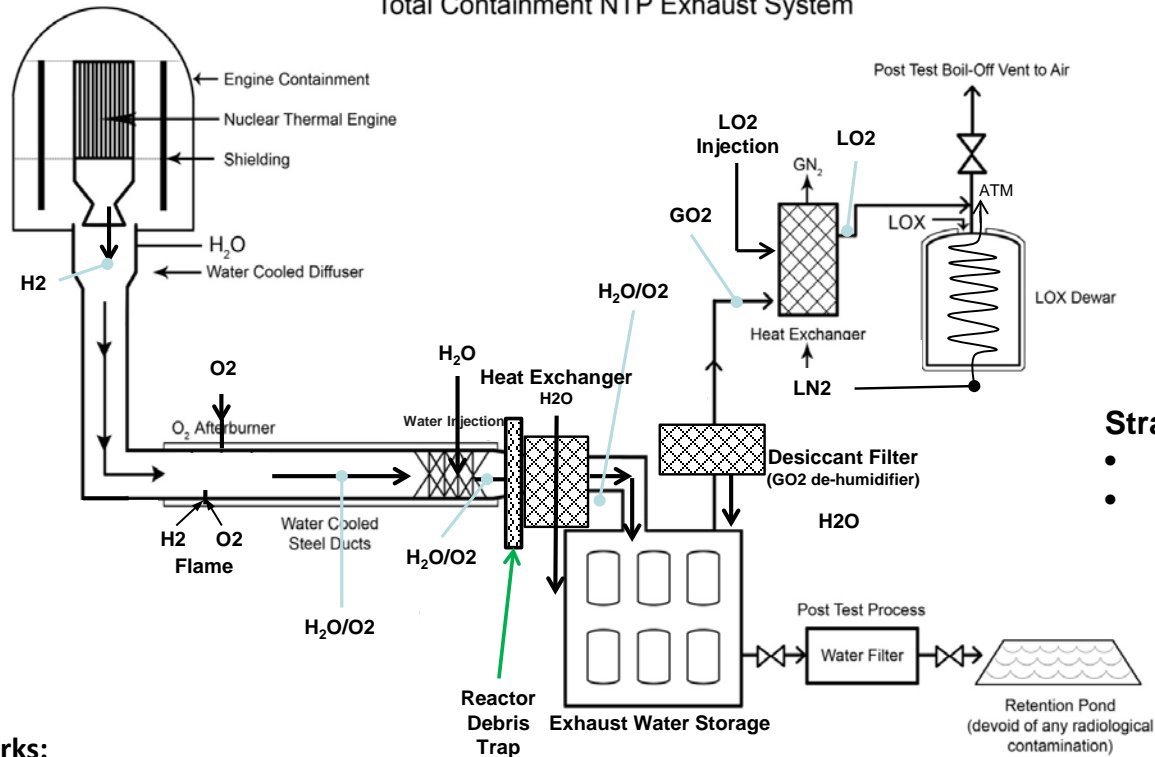 Total Containment NTP Exhaust System
Engine Containment
Nuclear Thermal Engine
Shielding
H₂O
Water Cooled Diffuser
H2
Post Test Boil-Off Vent to Air
LO2
Injection
LO2
GN₂
ATM
GO2
LOX
LOX Dewar
Heat Exchanger
LN2
H₂O/O2
O2
H₂O
Heat Exchanger
H2O
O₂ Afterburner
Water Injection
Desiccant Filter
(GO2 de-humidifier)
H2O
Stra
•
•
Water Cooled
Steel Ducts
H2 O2
Flame
H₂O/O2
H₂O/O2
Post Test Process
Water Filter
Reactor
Debris
Trap
Exhaust Water Storage
Retention Pond
(devoid of any radiological
contamination)
rks: